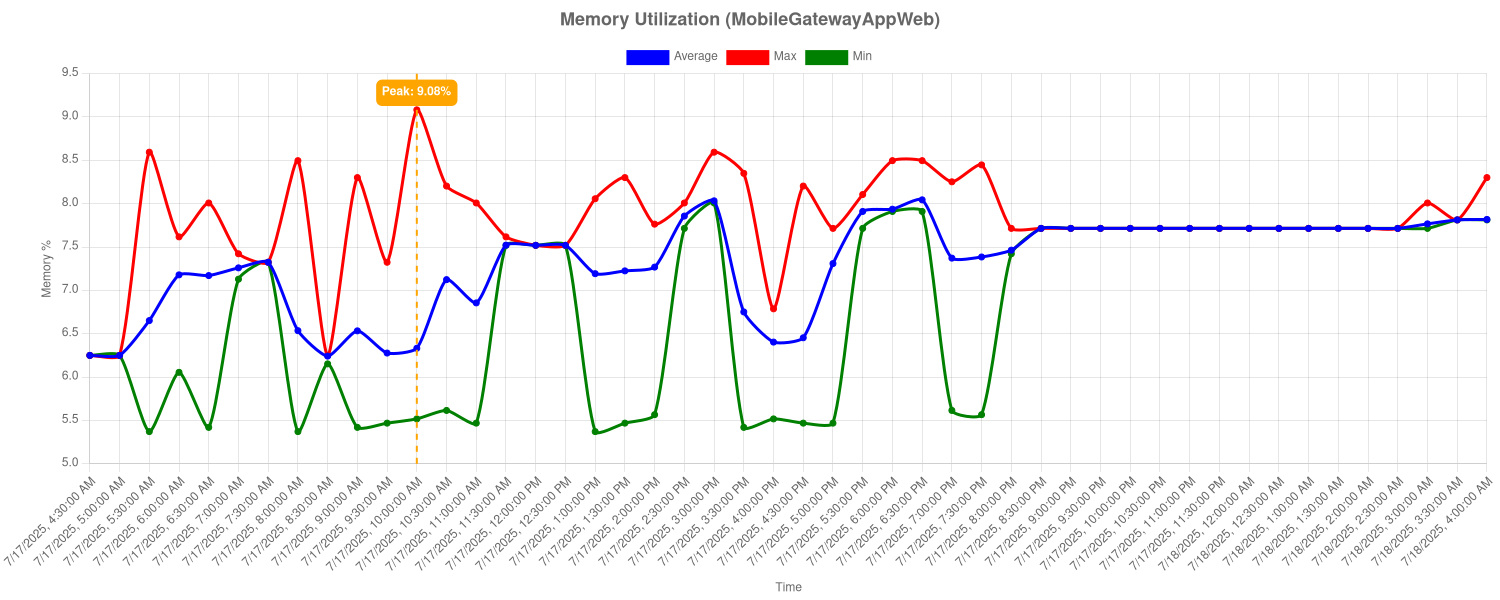 Memory Utilization (MobileGatewayAppWeb)
Average Max Min
Peak: 9.08%
Memory %
9.5
9.0
8.5
8.0
7.5
7.0
6.5
6.0
5.5
5.0
7/17/2025, 4:30:00 AM
7/17/2025, 5:00:00 AM
7/17/2025, 5:30:00 AM
7/17/2025, 6:00:00 AM
7/17/2025, 6:30:00 AM
7/17/2025, 7:00:00 AM
7/17/2025, 7:30:00 AM
7/17/2025, 8:00:00 AM
7/17/2025, 8:30:00 AM
7/17/2025, 9:00:00 AM
7/17/2025, 9:30:00 AM
7/17/2025, 10:00:00 AM
7/17/2025, 10:30:00 AM
7/17/2025, 11:00:00 AM
7/17/2025, 11:30:00 AM
7/17/2025, 12:00:00 PM
7/17/2025, 12:30:00 PM
7/17/2025, 1:00:00 PM
7/17/2025, 1:30:00 PM
7/17/2025, 2:00:00 PM
7/17/2025, 2:30:00 PM
7/17/2025, 3:00:00 PM
7/17/2025, 3:30:00 PM
7/17/2025, 4:00:00 PM
7/17/2025, 4:30:00 PM
7/17/2025, 5:00:00 PM
7/17/2025, 5:30:00 PM
7/17/2025, 6:00:00 PM
7/17/2025, 6:30:00 PM
7/17/2025, 7:00:00 PM
7/17/2025, 7:30:00 PM
7/17/2025, 8:00:00 PM
7/17/2025, 8:30:00 PM
7/17/2025, 9:00:00 PM
7/17/2025, 9:30:00 PM
7/17/2025, 10:00:00 PM
7/17/2025, 10:30:00 PM
7/17/2025, 11:00:00 PM
7/17/2025, 11:30:00 PM
7/18/2025, 12:00:00 AM
7/18/2025, 12:30:00 AM
7/18/2025, 1:00:00 AM
7/18/2025, 1:30:00 AM
7/18/2025, 2:00:00 AM
7/18/2025, 2:30:00 AM
7/18/2025, 3:00:00 AM
7/18/2025, 3:30:00 AM
7/18/2025, 4:00:00 AM
Time